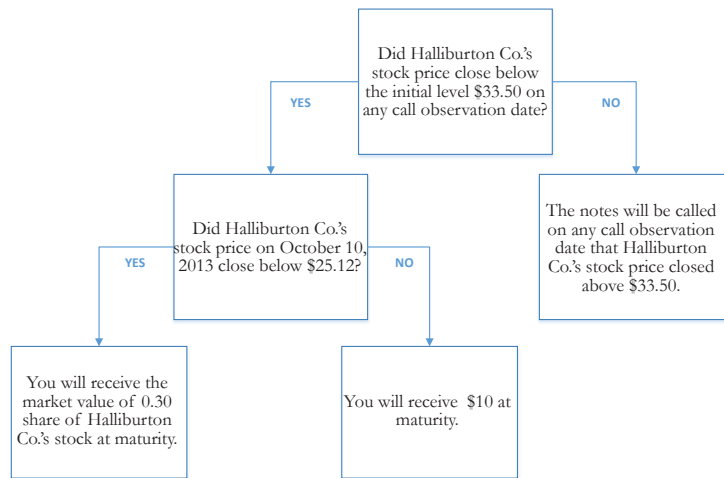 Did Halliburton Co.'s
stock price close below
the initial level $33.50 on
any call observation date?
YES
NO
Did Halliburton Co.'s
stock price on October 10,
2013 close below $25.12?
The notes will be called
on any call observation
date that Halliburton
Co.'s stock price closed
above $33.50.
YES
NO
You will receive the
market value of 0.30
share of Halliburton
Co.'s stock at maturity.
You will receive $10 at
maturity.